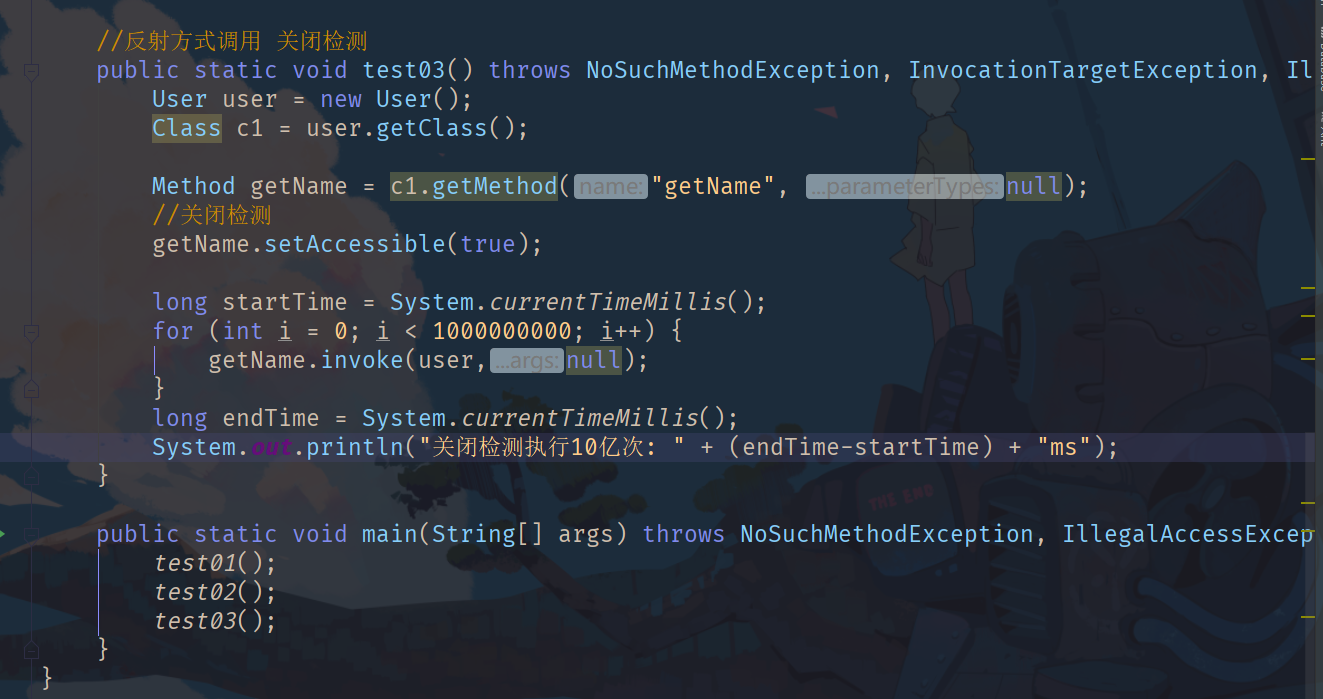 //反射方式调用 关闭检测
public static void test03() throws NoSuchMethodException, InvocationTargetException, Il
User user = new User();
Class c1 = user.getClass();
Method getName = c1.getMethod( name: "getName", ...parameterTypes: null);
//关闭检测
getName.setAccessible(true);
long startTime = System.currentTimeMillis();
for (int i = 0; i < 1000000000; i++) {
getName.invoke(user, ...args: null);
}
long endTime = System.currentTimeMillis();
System.out.println("关闭检测执行10亿次: " + (endTime-startTime) + "ms");
}
public static void main(String[] args) throws NoSuchMethodException, IllegalAccessExcep
test01();
test02();
test03();
}
}
THE END